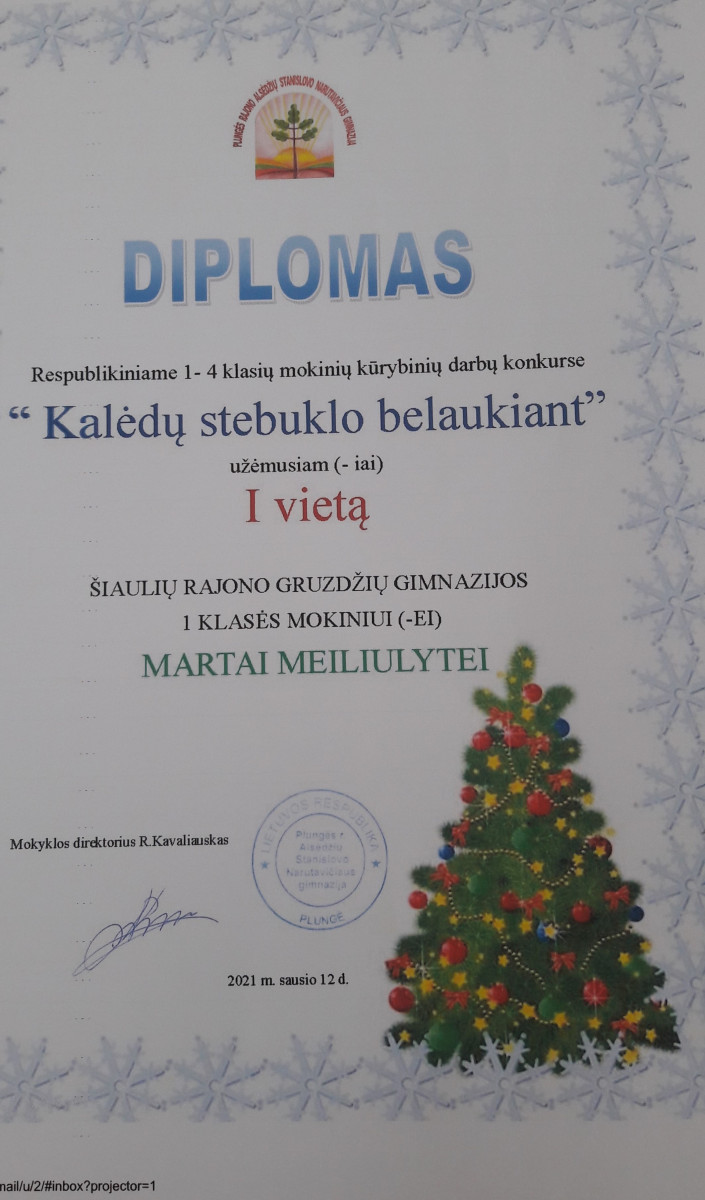 PLUNGĖS RAJONO ALSĖDŽIŲ STANISLOVO NARUTAVIČIAUS GIMNAZIJA
DIPLOMAS
Respublikiniame 1- 4 klasių mokinių kūrybinių darbų konkurse
“ Kalėdų stebuklo belaukiant”
užėmusiam (- iai)
I vietą
ŠIAULIŲ RAJONO GRUZDŽIŲ GIMNAZIJOS
1 KLASĖS MOKINIUI (-EI)
MARTAI MEILIULYTEI
Mokyklos direktorius R.Kavaliauskas
LIETUVOS RESPUBLIKA
Plungės r.
Alsėdžių
Stanislovo
Narutavičiaus
gimnazija
PLUNGĖ
2021 m. sausio 12 d.
nail/u/2/#inbox?projector=1